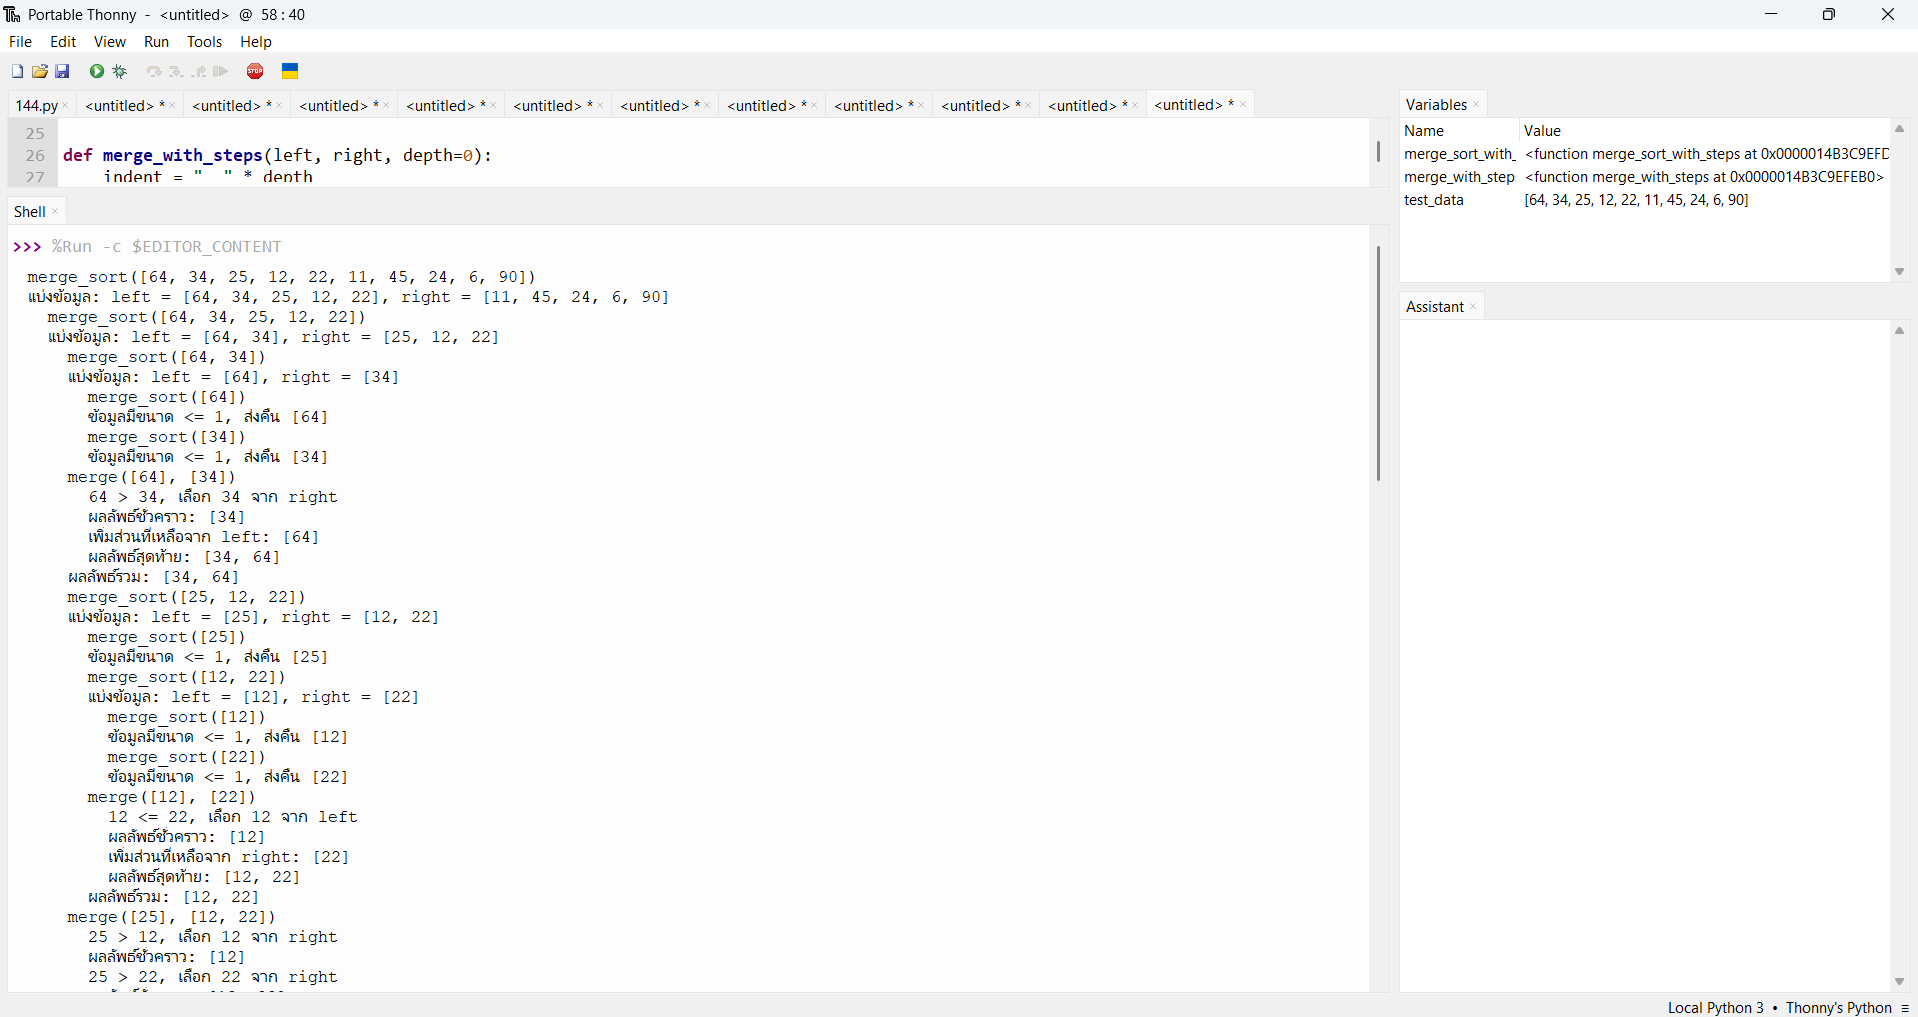 Portable Thonny - <untitled> @ 58 : 40
File Edit View Run Tools Help
STOP
144.py × <untitled> * × <untitled> * × <untitled> * × <untitled> * × <untitled> * × <untitled> * × <untitled> * × <untitled> * × <untitled> * × <untitled> * × <untitled> * ×
25
26 def merge_with_steps(left, right, depth=0):
27 indent = "  " * depth
Shell ×
>>> %Run -c $EDITOR_CONTENT
merge_sort([64, 34, 25, 12, 22, 11, 45, 24, 6, 90])
แบ่งข้อมูล: left = [64, 34, 25, 12, 22], right = [11, 45, 24, 6, 90]
merge_sort([64, 34, 25, 12, 22])
แบ่งข้อมูล: left = [64, 34], right = [25, 12, 22]
merge_sort([64, 34])
แบ่งข้อมูล: left = [64], right = [34]
merge_sort([64])
ข้อมูลมีขนาด <= 1, ส่งคืน [64]
merge_sort([34])
ข้อมูลมีขนาด <= 1, ส่งคืน [34]
merge([64], [34])
64 > 34, เลือก 34 จาก right
ผลลัพธ์ชั่วคราว: [34]
เพิ่มส่วนที่เหลือจาก left: [64]
ผลลัพธ์สุดท้าย: [34, 64]
ผลลัพธ์รวม: [34, 64]
merge_sort([25, 12, 22])
แบ่งข้อมูล: left = [25], right = [12, 22]
merge_sort([25])
ข้อมูลมีขนาด <= 1, ส่งคืน [25]
merge_sort([12, 22])
แบ่งข้อมูล: left = [12], right = [22]
merge_sort([12])
ข้อมูลมีขนาด <= 1, ส่งคืน [12]
merge_sort([22])
ข้อมูลมีขนาด <= 1, ส่งคืน [22]
merge([12], [22])
12 <= 22, เลือก 12 จาก left
ผลลัพธ์ชั่วคราว: [12]
เพิ่มส่วนที่เหลือจาก right: [22]
ผลลัพธ์สุดท้าย: [12, 22]
ผลลัพธ์รวม: [12, 22]
merge([25], [12, 22])
25 > 12, เลือก 12 จาก right
ผลลัพธ์ชั่วคราว: [12]
25 > 22, เลือก 22 จาก right
Variables ×
Name Value
merge_sort_with_ <function merge_sort_with_steps at 0x0000014B3C9EFD
merge_with_step <function merge_with_steps at 0x0000014B3C9EFEB0>
test_data [64, 34, 25, 12, 22, 11, 45, 24, 6, 90]
Assistant ×
Local Python 3 • Thonny's Python ≡